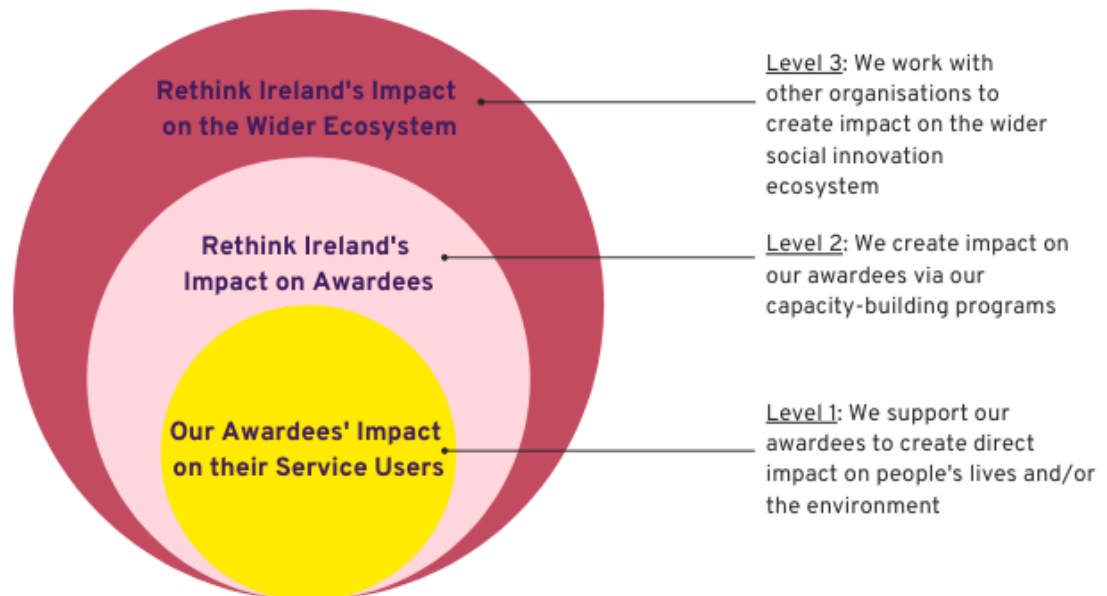 Rethink Ireland's Impact
on the Wider Ecosystem
Level 3: We work with
other organisations to
create impact on the wider
social innovation
ecosystem
Rethink Ireland's
Impact on Awardees
Level 2: We create impact on
our awardees via our
capacity-building programs
Our Awardees' Impact
on their Service Users
Level 1: We support our
awardees to create direct
impact on people's lives and/or
the environment